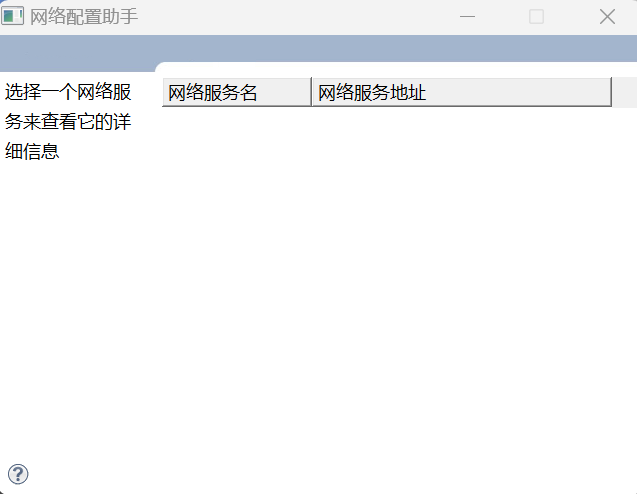 网络配置助手
选择一个网络服
务来查看它的详
细信息
网络服务名
网络服务地址
?